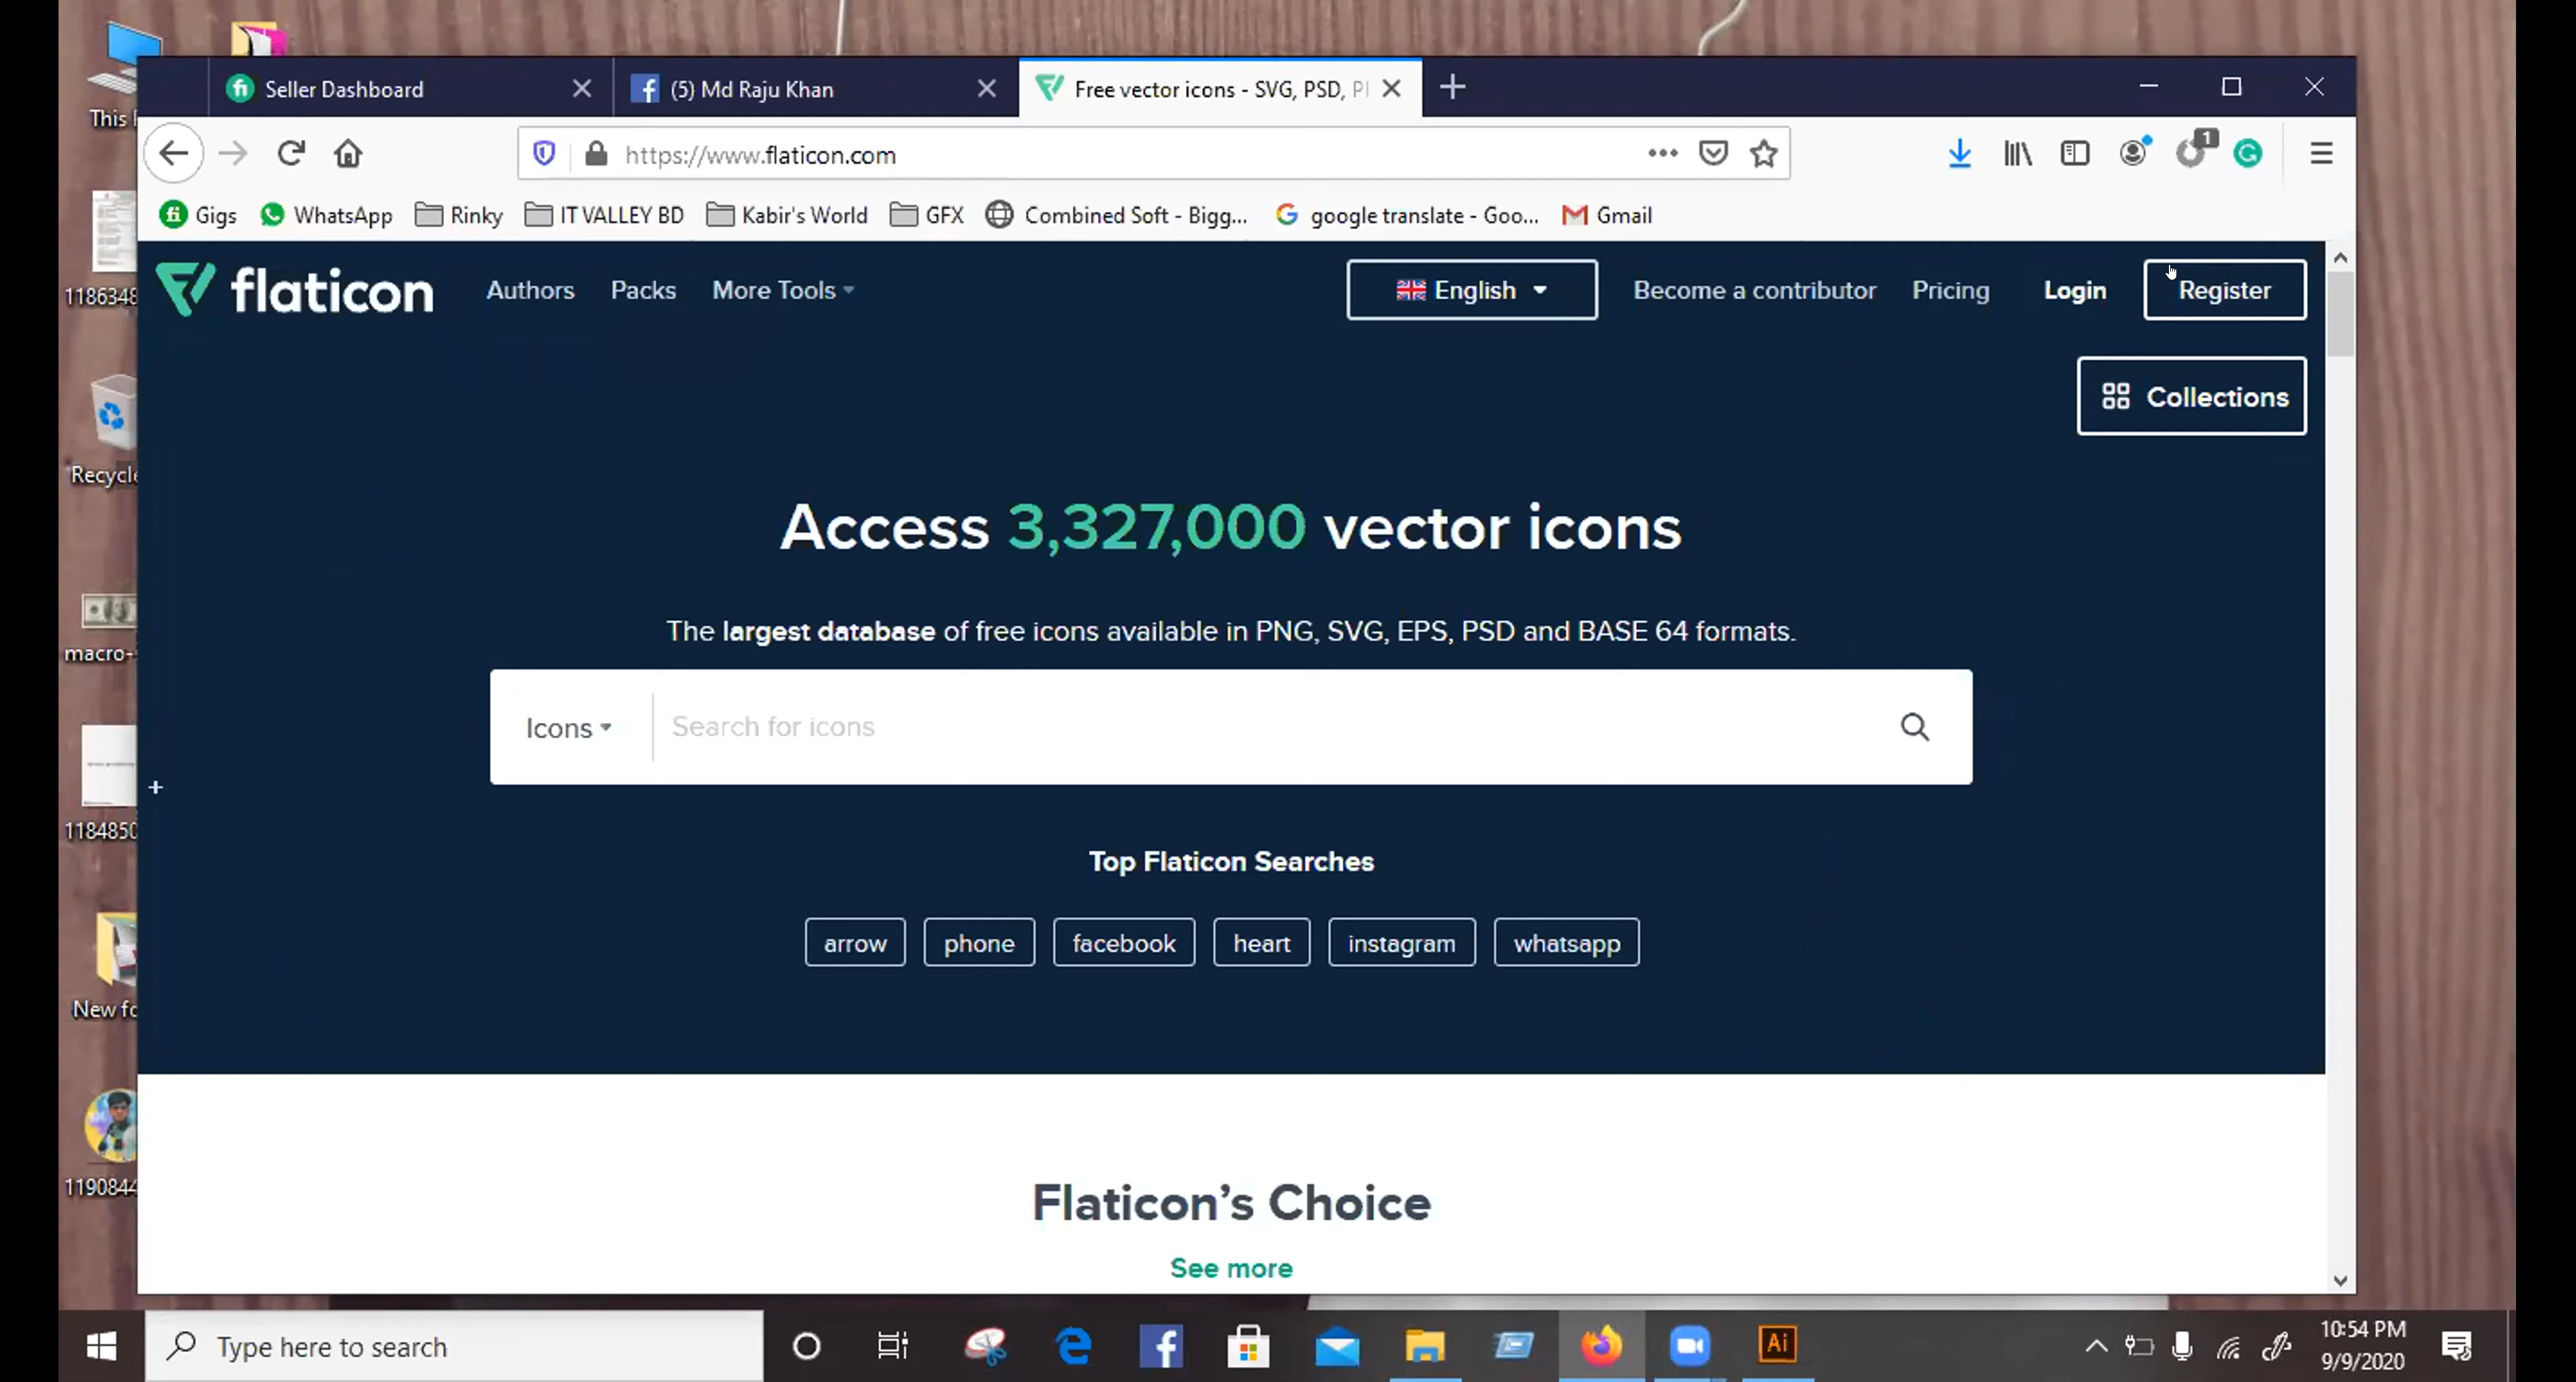 This
Seller Dashboard
(5) Md Raju Khan
Free vector icons - SVG, PSD,
https://www.flaticon.com
1
Gigs
WhatsApp
Rinky
IT VALLEY BD
Kabir's World
GFX
Combined Soft - Bigg...
google translate - Goo...
Gmail
flaticon
Authors
Packs
More Tools
English
Become a contributor
Pricing
Login
Register
1186348
Collections
Recycle
Access 3,327,000 vector icons
The largest database of free icons available in PNG, SVG, EPS, PSD and BASE 64 formats.
macro-
Icons
Search for icons
1184850
Top Flaticon Searches
arrow
phone
facebook
heart
instagram
whatsapp
New fo
1190844
Flaticon's Choice
See more
Type here to search
Ai
10:54 PM
9/9/2020